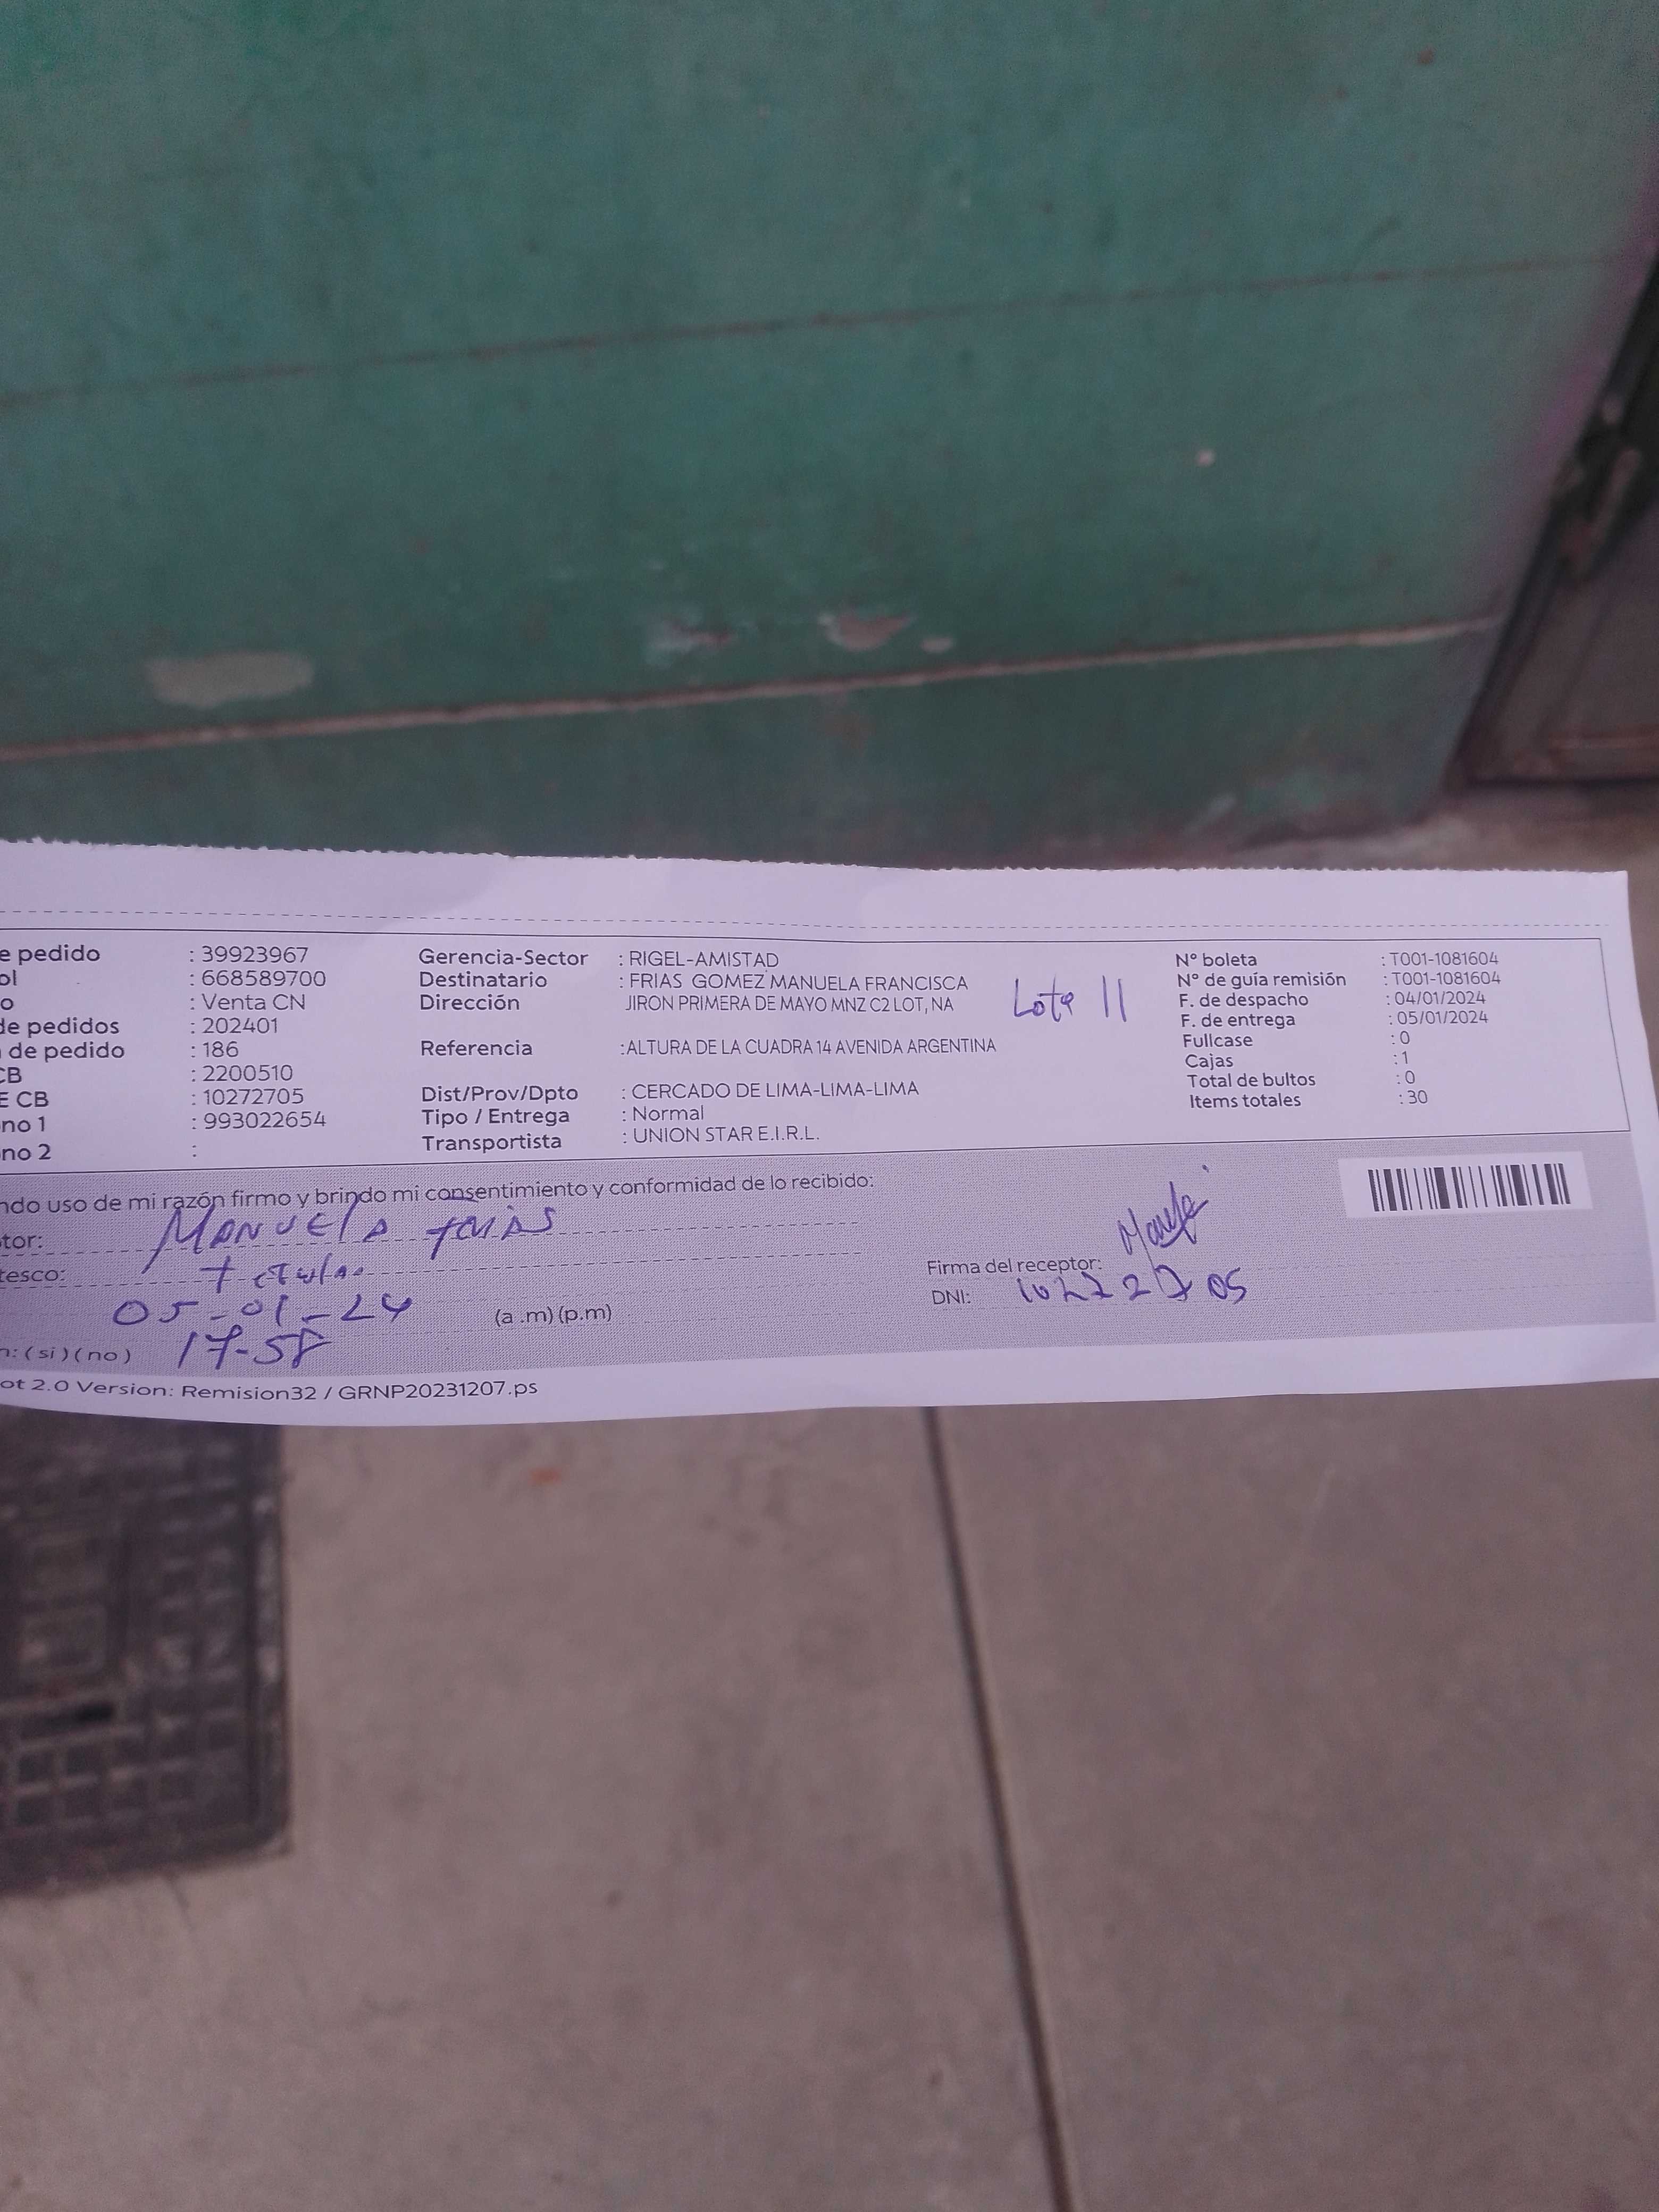 e pedido : 39923967
ol : 668589700
o : Venta CN
de pedidos : 202401
de pedido : 186
CB : 2200510
E CB : 10272705
no 1 : 993022654
no 2 :
Gerencia-Sector : RIGEL-AMISTAD
Destinatario : FRIAS GOMEZ MANUELA FRANCISCA
Dirección JIRON PRIMERA DE MAYO MNZ C2 LOT, NA
Lote 11
Referencia :ALTURA DE LA CUADRA 14 AVENIDA ARGENTINA
Dist/Prov/Dpto : CERCADO DE LIMA-LIMA-LIMA
Tipo / Entrega : Normal
Transportista : UNION STAR E.I.R.L.
N° boleta : T001-1081604
N° de guía remisión : T001-1081604
F. de despacho : 04/01/2024
F. de entrega : 05/01/2024
Fullcase : 0
Cajas : 1
Total de bultos : 0
Items totales : 30
ndo uso de mi razón firmo y brindo mi consentimiento y conformidad de lo recibido:
tor: MANUELA frias
tesco: titular
05-01-24 (a .m) (p.m)
n: ( si ) ( no ) 17-58
Firma del receptor:
DNI: 10272705
ot 2.0 Version: Remision32 / GRNP20231207.ps